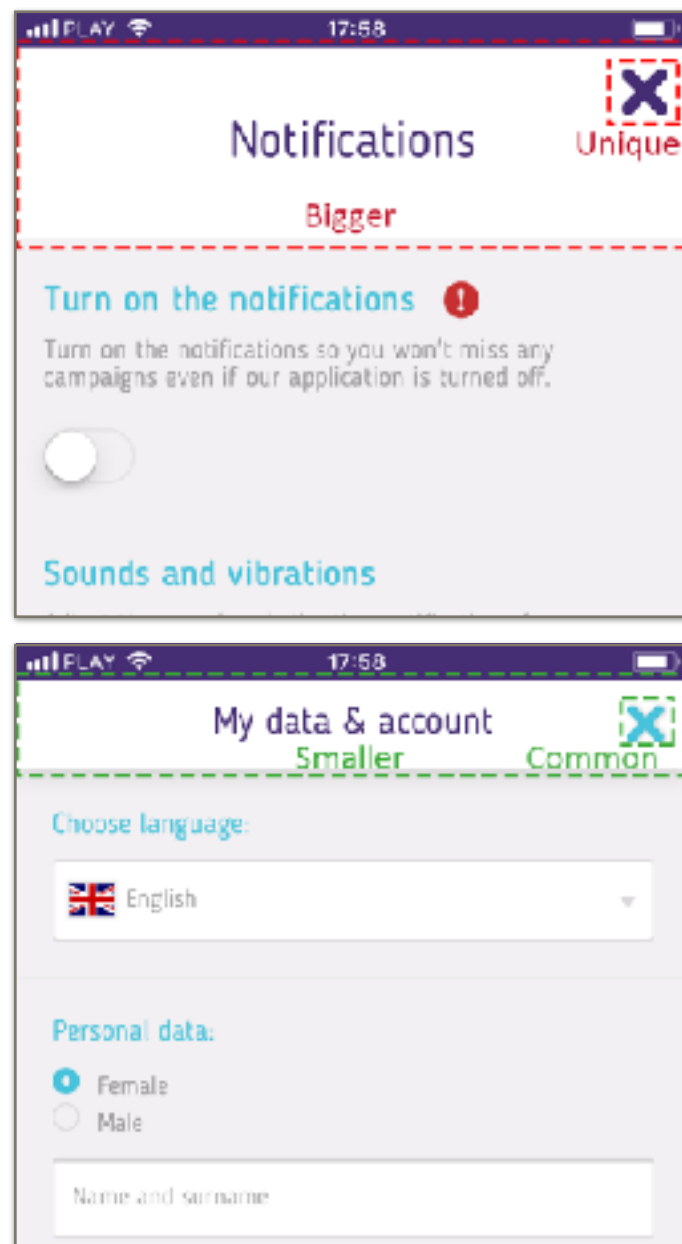 PLAY 17:58
Notifications
Unique
Bigger
Turn on the notifications
Turn on the notifications so you won't miss any
campaigns even if our application is turned off.
Sounds and vibrations
PLAY 17:58
My data & account
Smaller Common
Choose language:
English
Personal data:
Female
Male
Name and surname